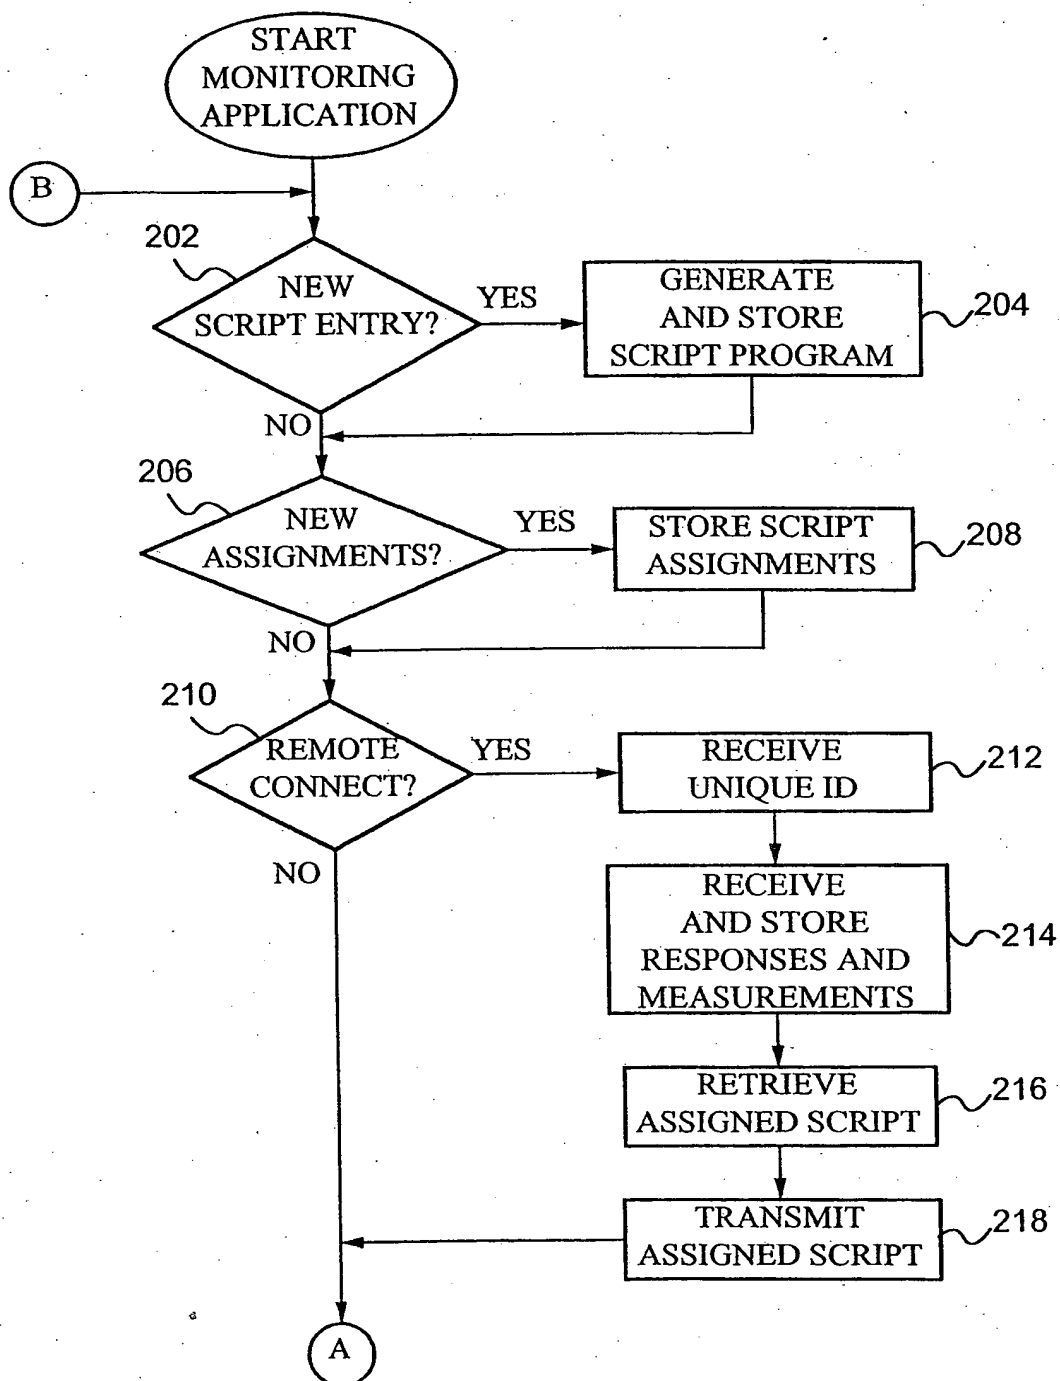 START
MONITORING
APPLICATION
B
202
NEW
SCRIPT ENTRY?
YES
GENERATE
AND STORE
SCRIPT PROGRAM
204
NO
206
NEW
ASSIGNMENTS?
YES
STORE SCRIPT
ASSIGNMENTS
208
NO
210
REMOTE
CONNECT?
YES
RECEIVE
UNIQUE ID
212
NO
RECEIVE
AND STORE
RESPONSES AND
MEASUREMENTS
214
RETRIEVE
ASSIGNED SCRIPT
216
TRANSMIT
ASSIGNED SCRIPT
218
A